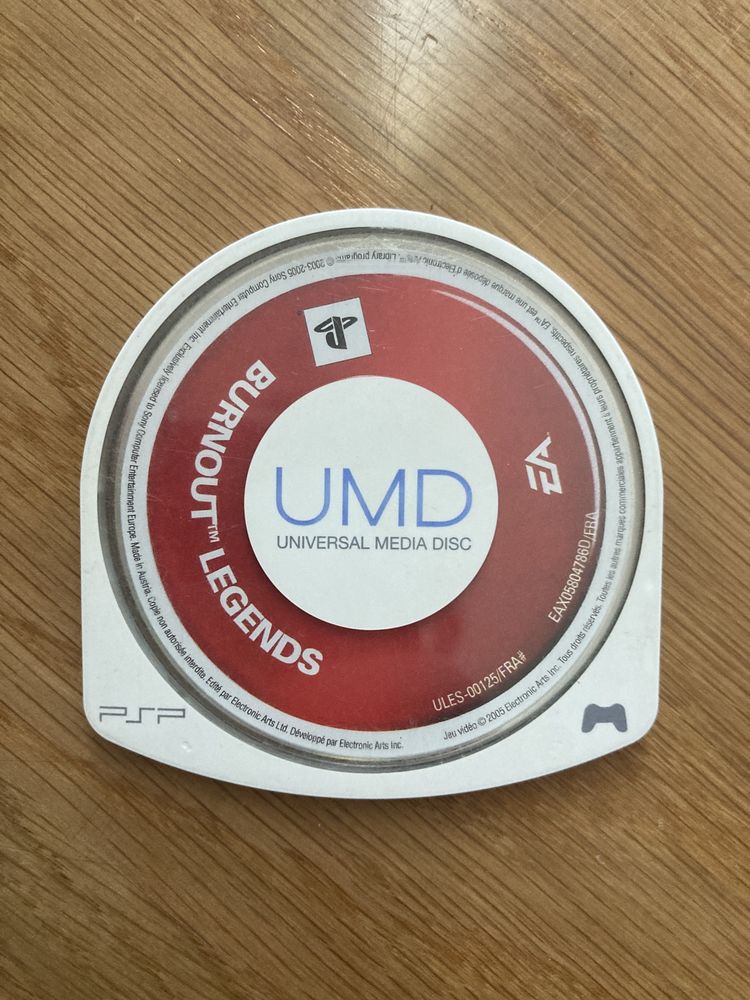 BURNOUT™ LEGENDS
EA
UMD
UNIVERSAL MEDIA DISC
EAX05804786D/FRA
ULES-00125/FRA#
Jeu vidéo © 2005 Electronic Arts Inc. Tous droits réservés. Toutes les autres marques commerciales appartiennent à leurs propriétaires respectifs. EA™ est une marque déposée d'Electronic Arts™. Library programs © 2003-2005 Sony Computer Entertainment Inc. Exclusively licensed to Sony Computer Entertainment Europe. Made in Austria. Copie non autorisée interdite. Edité par Electronic Arts Ltd. Développé par Electronic Arts Inc.
PSP